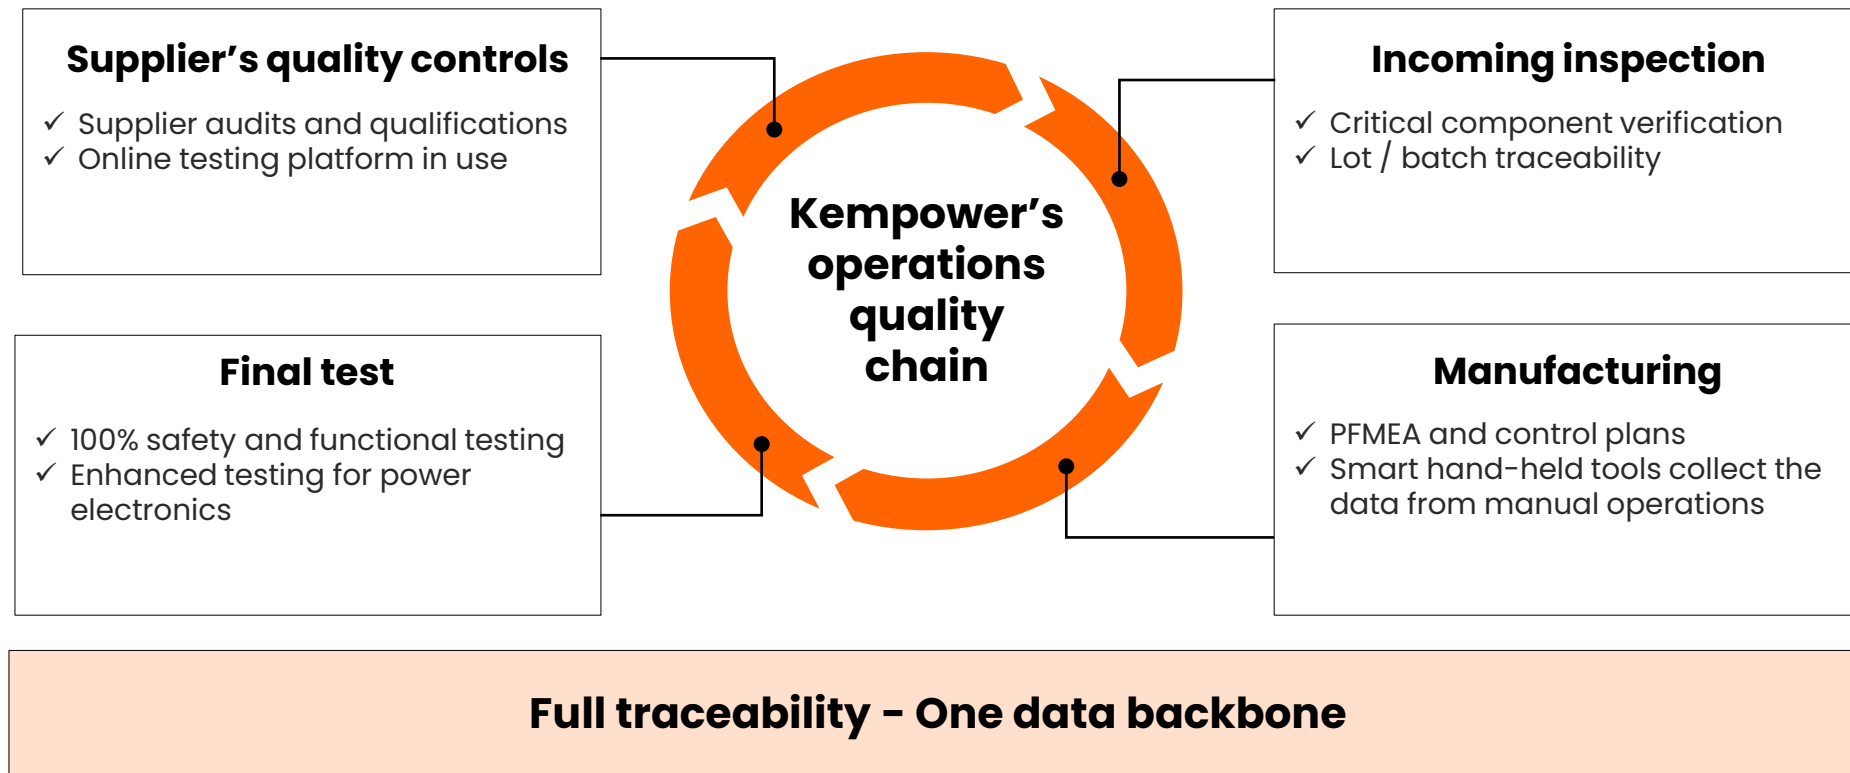 Supplier’s quality controls
✓ Supplier audits and qualifications
✓ Online testing platform in use
Kempower’s
operations
quality
chain
Incoming inspection
✓ Critical component verification
✓ Lot / batch traceability
Final test
✓ 100% safety and functional testing
✓ Enhanced testing for power
electronics
Manufacturing
✓ PFMEA and control plans
✓ Smart hand-held tools collect the
data from manual operations
Full traceability - One data backbone